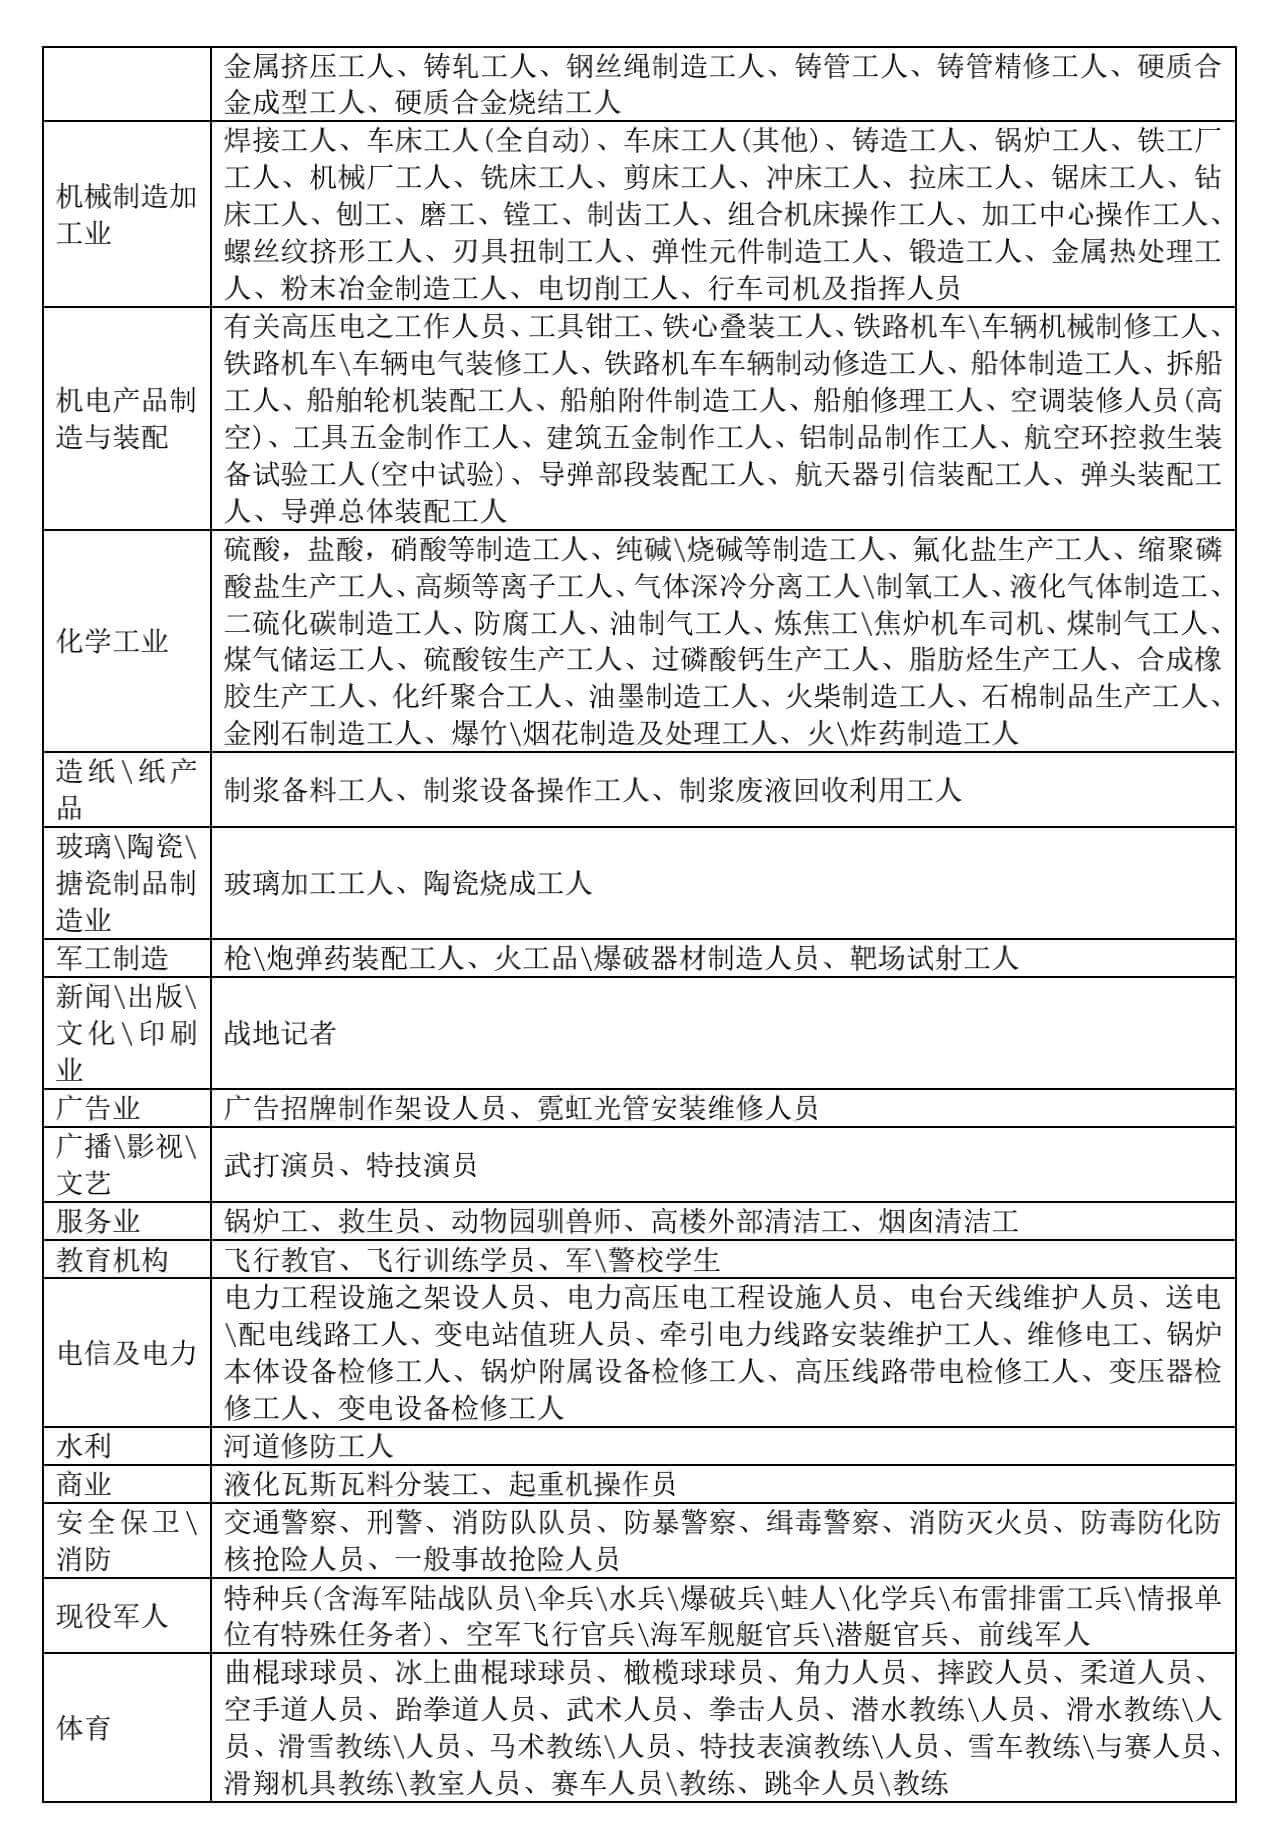 金属挤压工人、铸轧工人、钢丝绳制造工人、铸管工人、铸管精修工人、硬质合
金成型工人、硬质合金烧结工人
机械制造加
工业
焊接工人、车床工人(全自动)、车床工人(其他)、铸造工人、锅炉工人、铁工厂
工人、机械厂工人、铣床工人、剪床工人、冲床工人、拉床工人、锯床工人、钻
床工人、刨工、磨工、镗工、制齿工人、组合机床操作工人、加工中心操作工人、
螺丝纹挤形工人、刃具扭制工人、弹性元件制造工人、锻造工人、金属热处理工
人、粉末冶金制造工人、电切削工人、行车司机及指挥人员
机电产品制
造与装配
有关高压电之工作人员、工具钳工、铁心叠装工人、铁路机车\车辆机械制修工人、
铁路机车\车辆电气装修工人、铁路机车车辆制动修造工人、船体制造工人、拆船
工人、船舶轮机装配工人、船舶附件制造工人、船舶修理工人、空调装修人员(高
空)、工具五金制作工人、建筑五金制作工人、铝制品制作工人、航空环控救生装
备试验工人(空中试验)、导弹部段装配工人、航天器引信装配工人、弹头装配工
人、导弹总体装配工人
化学工业
硫酸，盐酸，硝酸等制造工人、纯碱\烧碱等制造工人、氟化盐生产工人、缩聚磷
酸盐生产工人、高频等离子工人、气体深冷分离工人\制氧工人、液化气体制造工、
二硫化碳制造工人、防腐工人、油制气工人、炼焦工\焦炉机车司机、煤制气工人、
煤气储运工人、硫酸铵生产工人、过磷酸钙生产工人、脂肪烃生产工人、合成橡
胶生产工人、化纤聚合工人、油墨制造工人、火柴制造工人、石棉制品生产工人、
金刚石制造工人、爆竹\烟花制造及处理工人、火\炸药制造工人
造纸\纸产
品
制浆备料工人、制浆设备操作工人、制浆废液回收利用工人
玻璃\陶瓷\
搪瓷制品制
造业
玻璃加工工人、陶瓷烧成工人
军工制造
枪\炮弹药装配工人、火工品\爆破器材制造人员、靶场试射工人
新闻\出版\
文化\印刷
业
战地记者
广告业
广告招牌制作架设人员、霓虹光管安装维修人员
广播\影视\
文艺
武打演员、特技演员
服务业
锅炉工、救生员、动物园驯兽师、高楼外部清洁工、烟囱清洁工
教育机构
飞行教官、飞行训练学员、军\警校学生
电信及电力
电力工程设施之架设人员、电力高压电工程设施人员、电台天线维护人员、送电
\配电线路工人、变电站值班人员、牵引电力线路安装维护工人、维修电工、锅炉
本体设备检修工人、锅炉附属设备检修工人、高压线路带电检修工人、变压器检
修工人、变电设备检修工人
水利
河道修防工人
商业
液化瓦斯瓦料分装工、起重机操作员
安全保卫\
消防
交通警察、刑警、消防队队员、防暴警察、缉毒警察、消防灭火员、防毒防化防
核抢险人员、一般事故抢险人员
现役军人
特种兵(含海军陆战队员\伞兵\水兵\爆破兵\蛙人\化学兵\布雷排雷工兵\情报单
位有特殊任务者)、空军飞行官兵\海军舰艇官兵\潜艇官兵、前线军人
体育
曲棍球球员、冰上曲棍球球员、橄榄球球员、角力人员、摔跤人员、柔道人员、
空手道人员、跆拳道人员、武术人员、拳击人员、潜水教练\人员、滑水教练\人
员、滑雪教练\人员、马术教练\人员、特技表演教练\人员、雪车教练\与赛人员、
滑翔机具教练\教室人员、赛车人员\教练、跳伞人员\教练